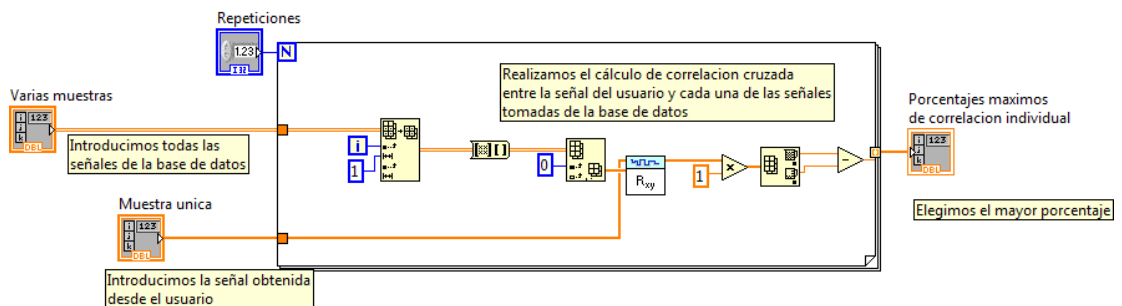 Repeticiones
1.23
I32
N
Realizamos el cálculo de correlacion cruzada
entre la señal del usuario y cada una de las señales
tomadas de la base de datos
Varias muestras
i 123
j
k
DBL
Introducimos todas las
señales de la base de datos
i
1
0
Rxy
1
x
-
Porcentajes maximos
de correlacion individual
i 123
j
k
DBL
Elegimos el mayor porcentaje
Muestra unica
i 123
j
k
DBL
Introducimos la señal obtenida
desde el usuario